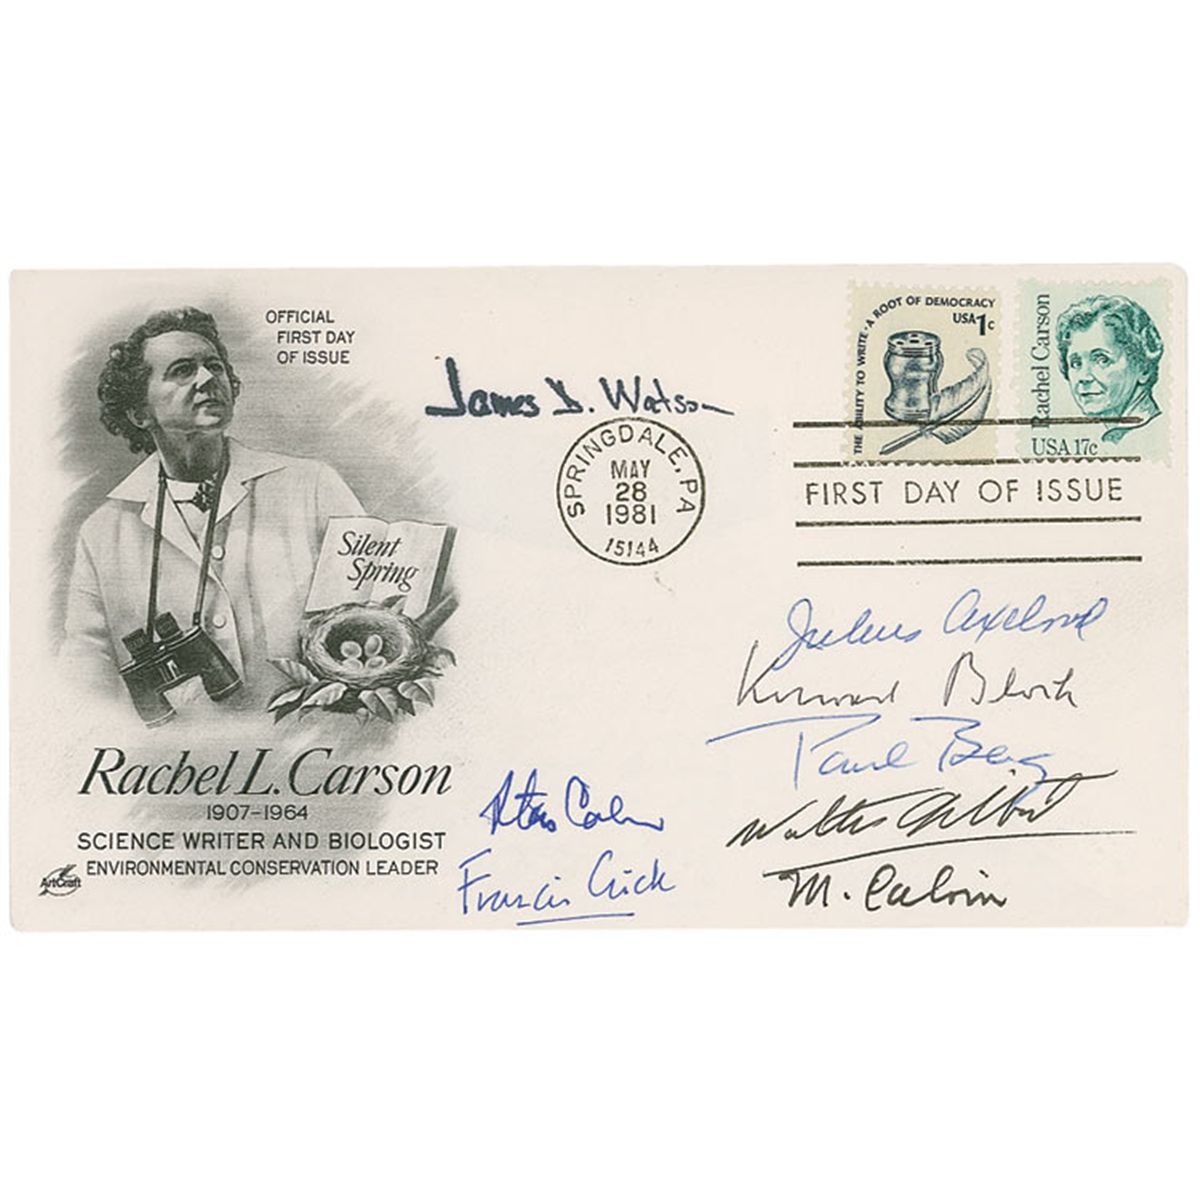 OFFICIAL
FIRST DAY
OF ISSUE
James D. Watson
THE ABILITY TO WRITE · A ROOT OF DEMOCRACY
USA 1c
Rachel Carson
USA 17c
SPRINGDALE, PA
MAY
28
1981
15144
FIRST DAY OF ISSUE
Silent
Spring
Julius Axelrod
Konrad Bloch
Paul Berg
Walter Gilbert
M. Calvin
Francis Crick
Rachel L. Carson
1907-1964
SCIENCE WRITER AND BIOLOGIST
ENVIRONMENTAL CONSERVATION LEADER
ArtCraft